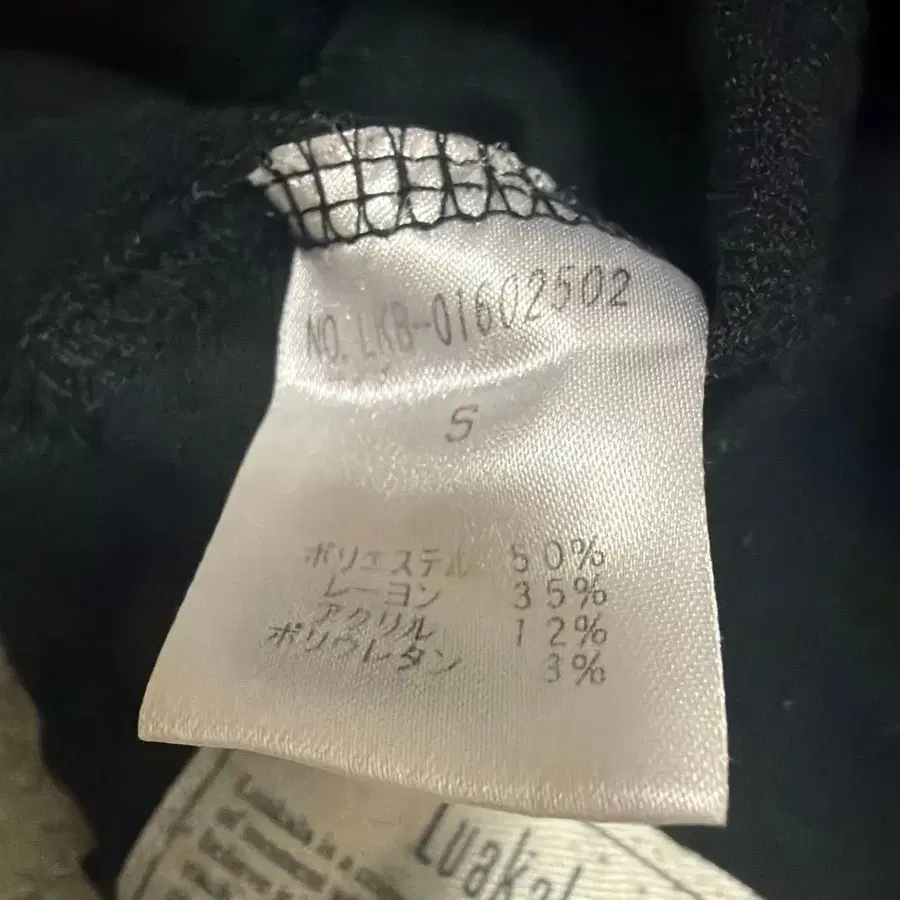 NO. LKB-01602502
S
ポリエステル 50%
レーヨン 35%
アクリル 12%
ポリウレタン 3%